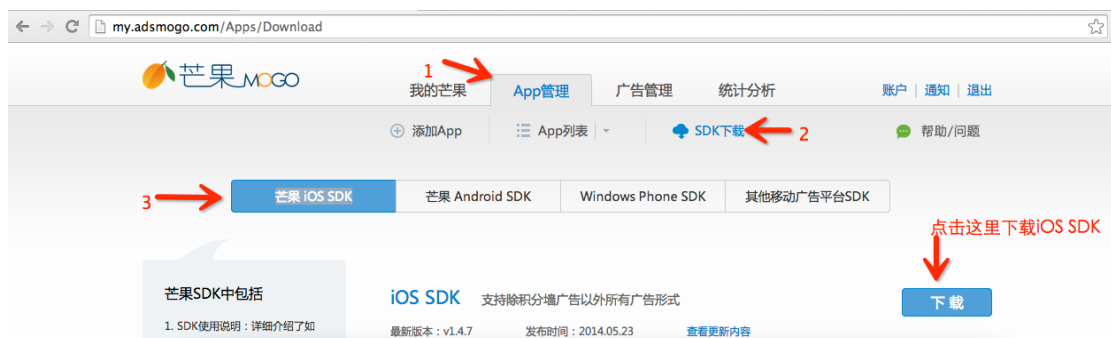 my.adsmogo.com/Apps/Download
芒果 MOGO
1
我的芒果 App管理 广告管理 统计分析 账户 | 通知 | 退出
添加App App列表 SDK下载 2 帮助/问题
3 芒果 iOS SDK 芒果 Android SDK Windows Phone SDK 其他移动广告平台SDK
点击这里下载iOS SDK
芒果SDK中包括 iOS SDK 支持除积分墙广告以外所有广告形式 下载
1. SDK使用说明：详细介绍了如 最新版本：v1.4.7 发布时间：2014.05.23 查看更新内容